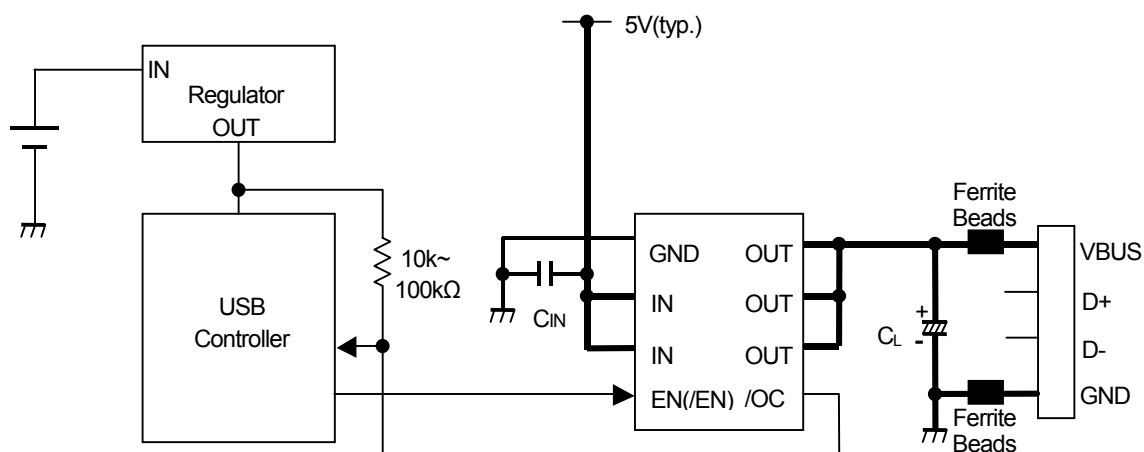 5V(typ.)
IN
Regulator
OUT
10k~
100kΩ
USB
Controller
CIN
GND OUT
IN OUT
IN OUT
EN(/EN) /OC
Ferrite
Beads
+
CL
-
VBUS
D+
D-
GND
Ferrite
Beads